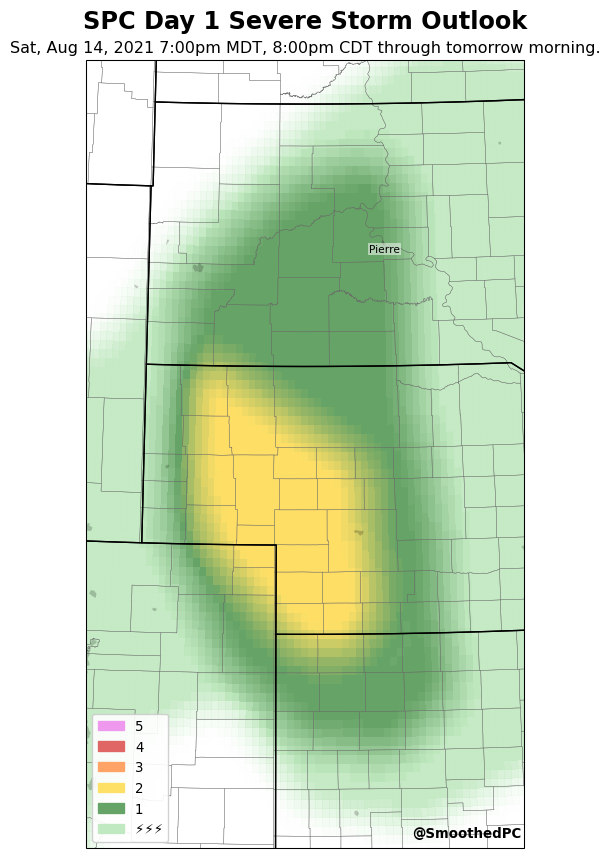 SPC Day 1 Severe Storm Outlook
Sat, Aug 14, 2021 7:00pm MDT, 8:00pm CDT through tomorrow morning.
Pierre
5
4
3
2
1
⚡⚡⚡
@SmoothedPC